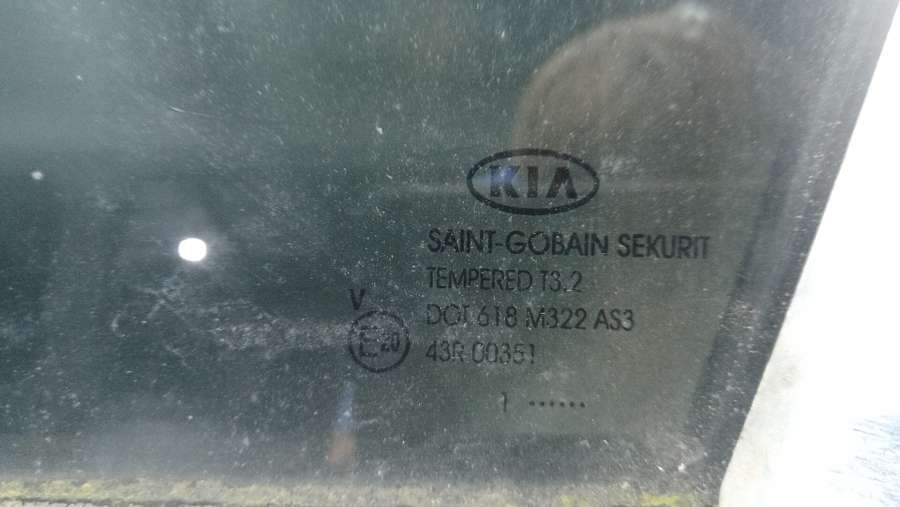 KIA
SAINT-GOBAIN SEKURIT
TEMPERED T3.2
V
DOT 618 M322 AS3
E20
43R 00351
1 ......